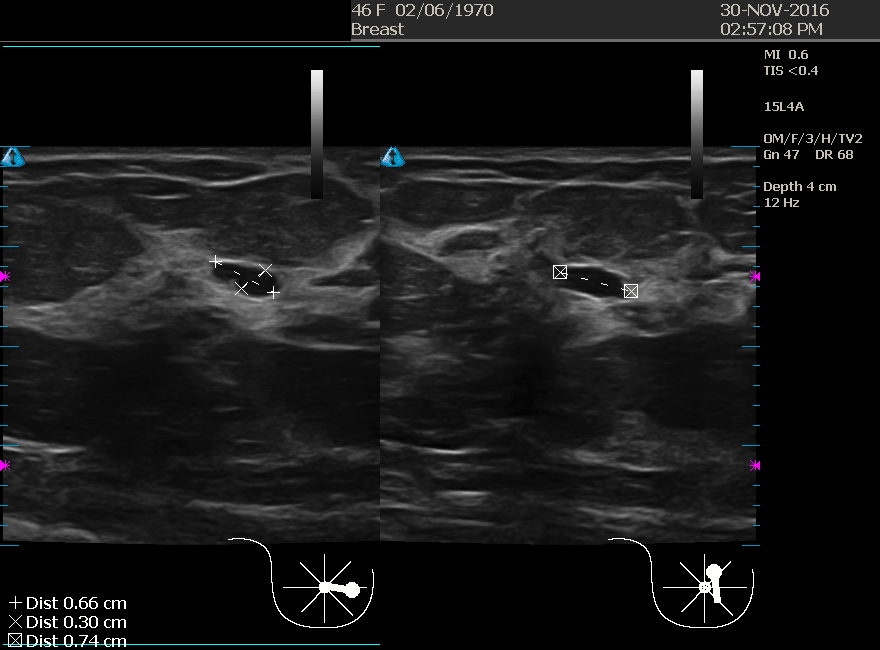 46 F 02/06/1970 30-NOV-2016
Breast 02:57:08 PM
MI 0.6
TIS <0.4
15L4A
OM/F/3/H/TV2
Gn 47 DR 68
Depth 4 cm
12 Hz
Dist 0.66 cm
Dist 0.30 cm
Dist 0.74 cm